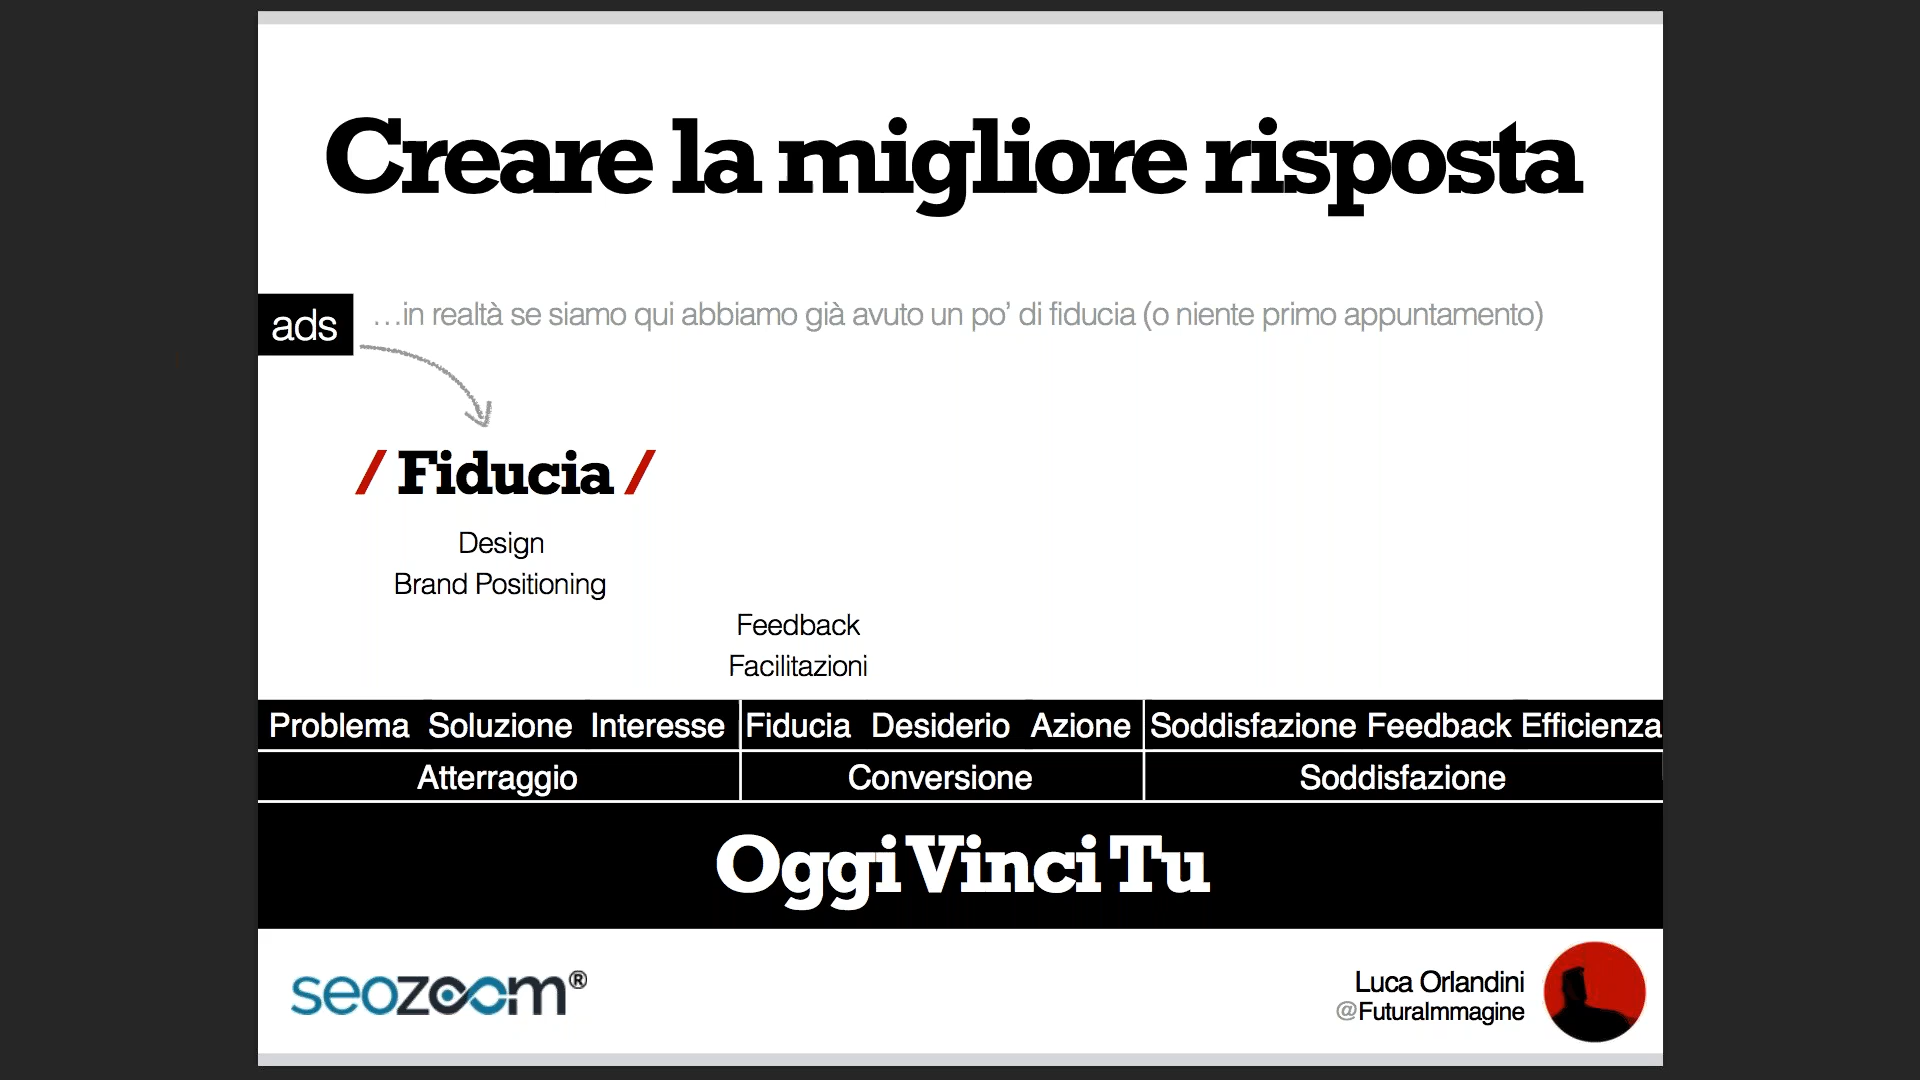 Creare la migliore risposta
ads
…in realtà se siamo qui abbiamo già avuto un po’ di fiducia (o niente primo appuntamento)
/ Fiducia /
Design
Brand Positioning
Feedback
Facilitazioni
Problema Soluzione Interesse Fiducia Desiderio Azione Soddisfazione Feedback Efficienza
Atterraggio Conversione Soddisfazione
Oggi Vinci Tu
seozoom®
Luca Orlandini
@FuturaImmagine